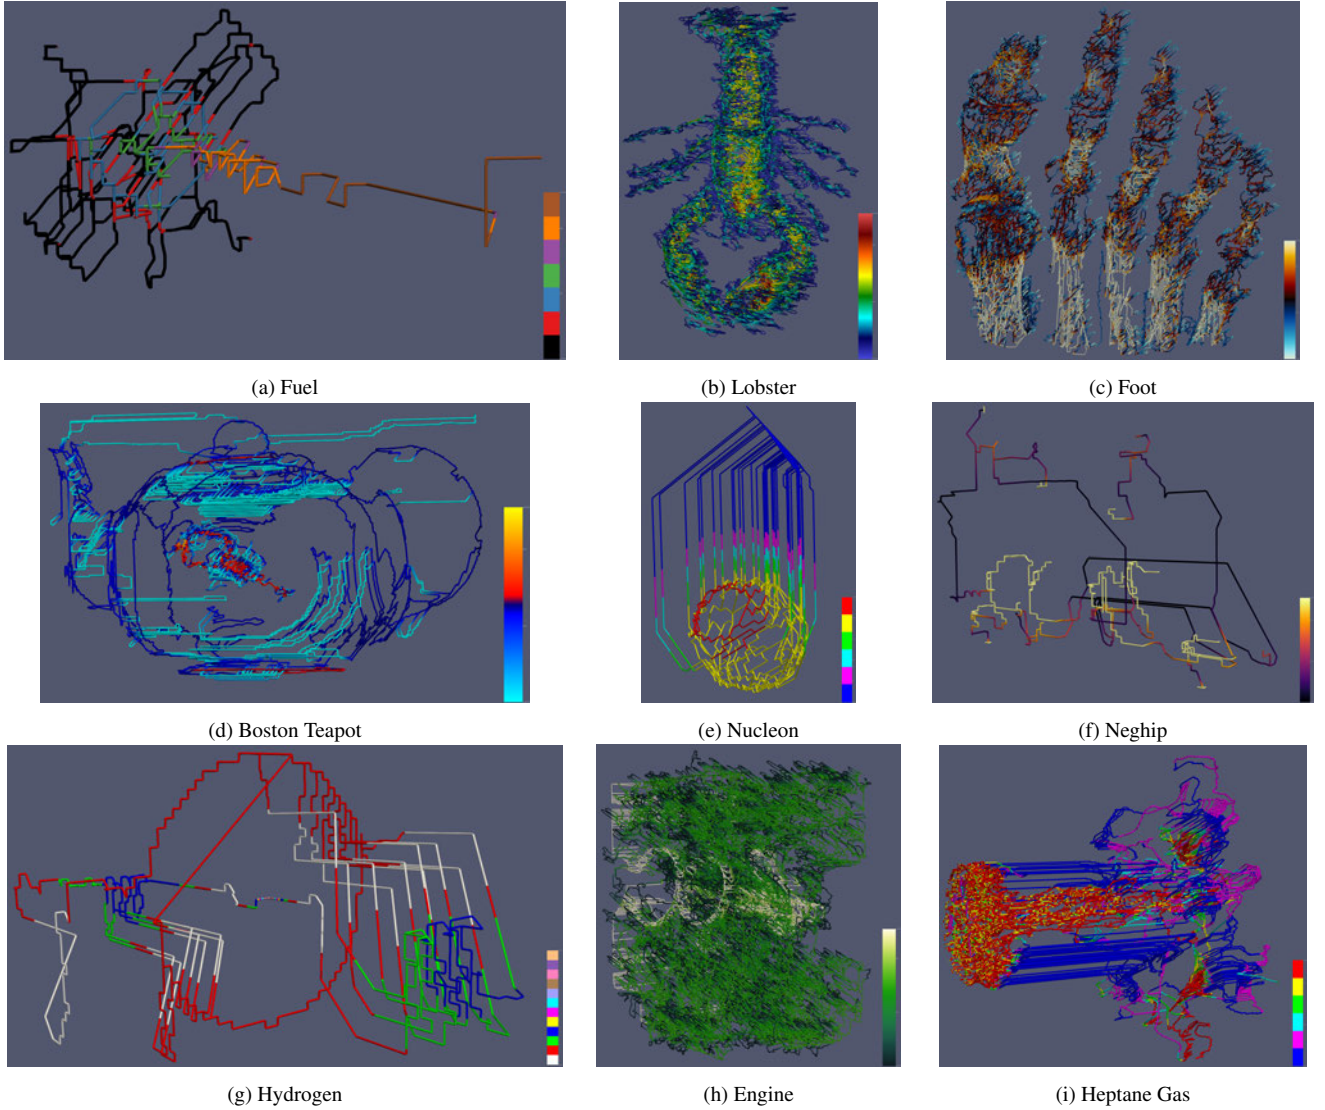 (a) Fuel
(b) Lobster
(c) Foot
(d) Boston Teapot
(e) Nucleon
(f) Neghip
(g) Hydrogen
(h) Engine
(i) Heptane Gas